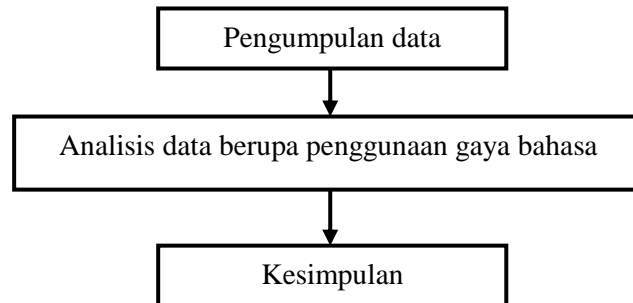 Pengumpulan data
Analisis data berupa penggunaan gaya bahasa
Kesimpulan